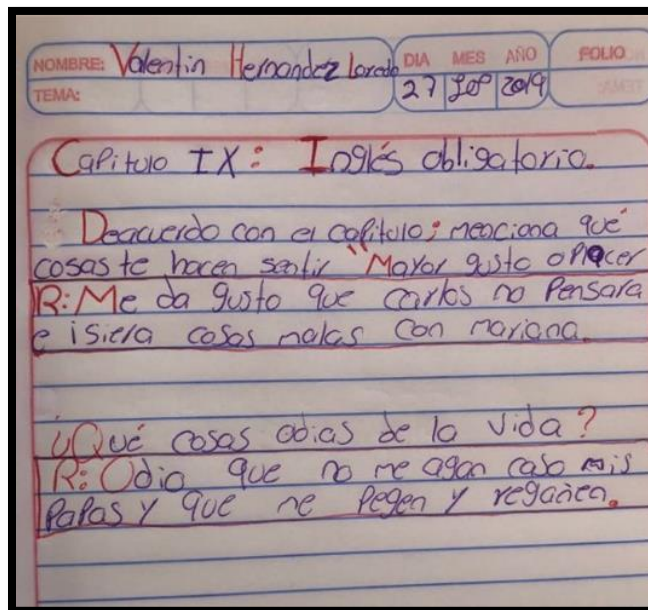 NOMBRE: Valentin Hernandez Loredo DIA MES AÑO FOLIO
TEMA: 27 Sep 2019
Capitulo IX: Inglés obligatorio.
Deacuerdo con el capitulo; menciona qué
cosas te hacen sentir "Mayor gusto o Placer
R: Me da gusto que carlos no Pensara
e isiera cosas malas con mariana.
¿Qué cosas odias de la vida?
R: Odio que no me agan caso mis
PaPas y que me Pegen y regañen.